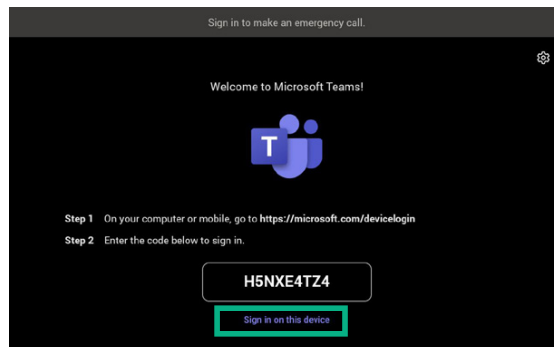 Sign in to make an emergency call.
Welcome to Microsoft Teams!
T
Step 1 On your computer or mobile, go to https://microsoft.com/devicelogin
Step 2 Enter the code below to sign in.
H5NXE4TZ4
Sign in on this device